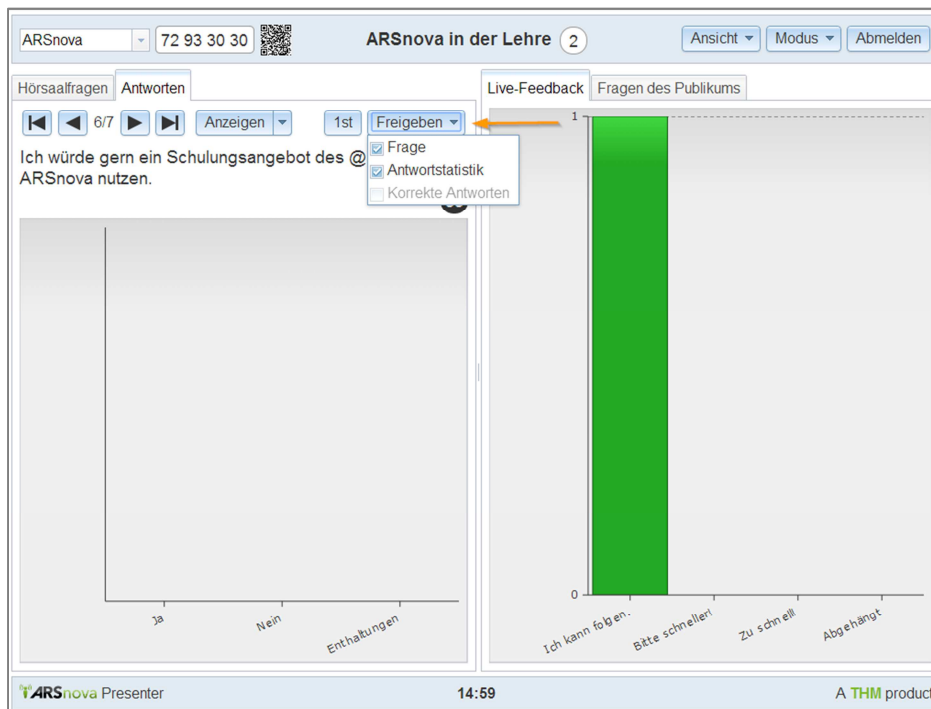 ARSnova
72 93 30 30
ARSnova in der Lehre 2
Ansicht
Modus
Abmelden
Hörsaalfragen
Antworten
6/7
Anzeigen
1st
Freigeben
Frage
Antwortstatistik
Korrekte Antworten
Ich würde gern ein Schulungsangebot des @
ARSnova nutzen.
Ja
Nein
Enthaltungen
Live-Feedback
Fragen des Publikums
1
0
Ich kann folgen.
Bitte schneller!
Zu schnell!
Abgehängt
ARSnova Presenter
14:59
A THM product